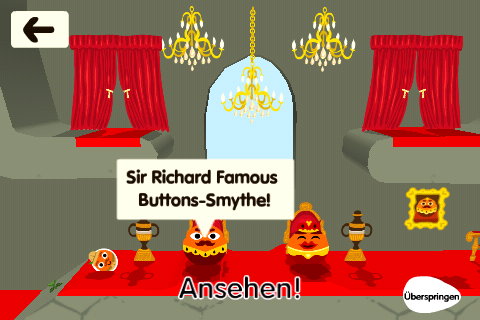 Sir Richard Famous
Buttons-Smythe!
Ansehen!
Überspringen